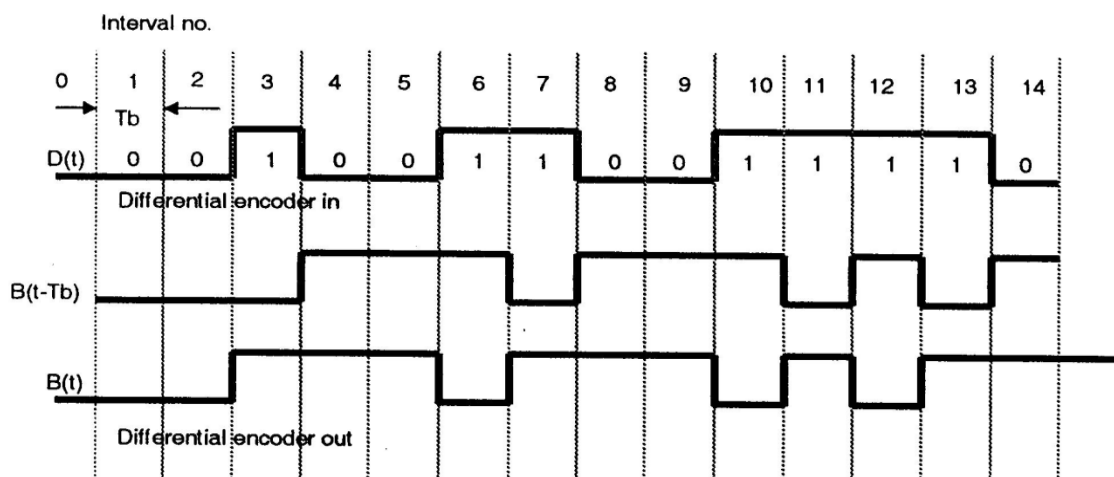 Interval no.
0 1 2 3 4 5 6 7 8 9 10 11 12 13 14
Tb
D(t) 0 0 1 0 0 1 1 0 0 1 1 1 1 0
Differential encoder in
B(t-Tb)
B(t)
Differential encoder out